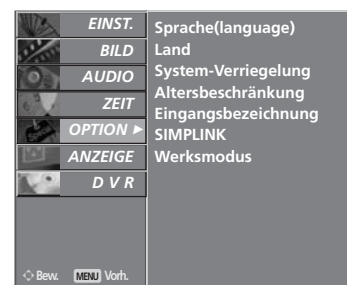 EINST.
BILD
AUDIO
ZEIT
OPTION ►
ANZEIGE
D V R
Sprache(language)
Land
System-Verriegelung
Altersbeschränkung
Eingangsbezeichnung
SIMPLINK
Werksmodus
Bew. MENU Vorh.